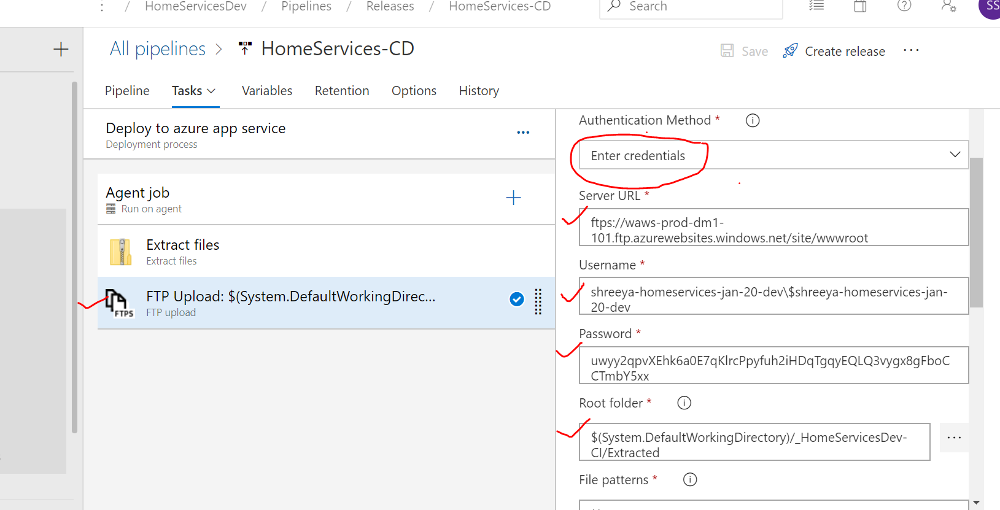 HomeServicesDev / Pipelines / Releases / HomeServices-CD
Search
SS
All pipelines > HomeServices-CD
Save
Create release
Pipeline Tasks Variables Retention Options History
Deploy to azure app service
Deployment process
Agent job
Run on agent
Extract files
Extract files
FTP Upload: $(System.DefaultWorkingDirec...
FTPS
FTP upload
Authentication Method *
Enter credentials
Server URL *
ftps://waws-prod-dm1-
101.ftp.azurewebsites.windows.net/site/wwwroot
Username *
shreeya-homeservices-jan-20-dev\$shreeya-homeservices-jan-
20-dev
Password *
uwyy2qpvXEhk6a0E7qKlrcPpyfuh2iHDqTgqyEQLQ3vygx8gFboC
CTmbY5xx
Root folder *
$(System.DefaultWorkingDirectory)/_HomeServicesDev-
CI/Extracted
File patterns *